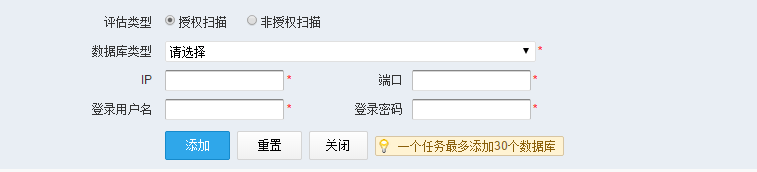 评估类型 授权扫描 非授权扫描
数据库类型 请选择 *
IP * 端口 *
登录用户名 * 登录密码 *
添加 重置 关闭 一个任务最多添加30个数据库